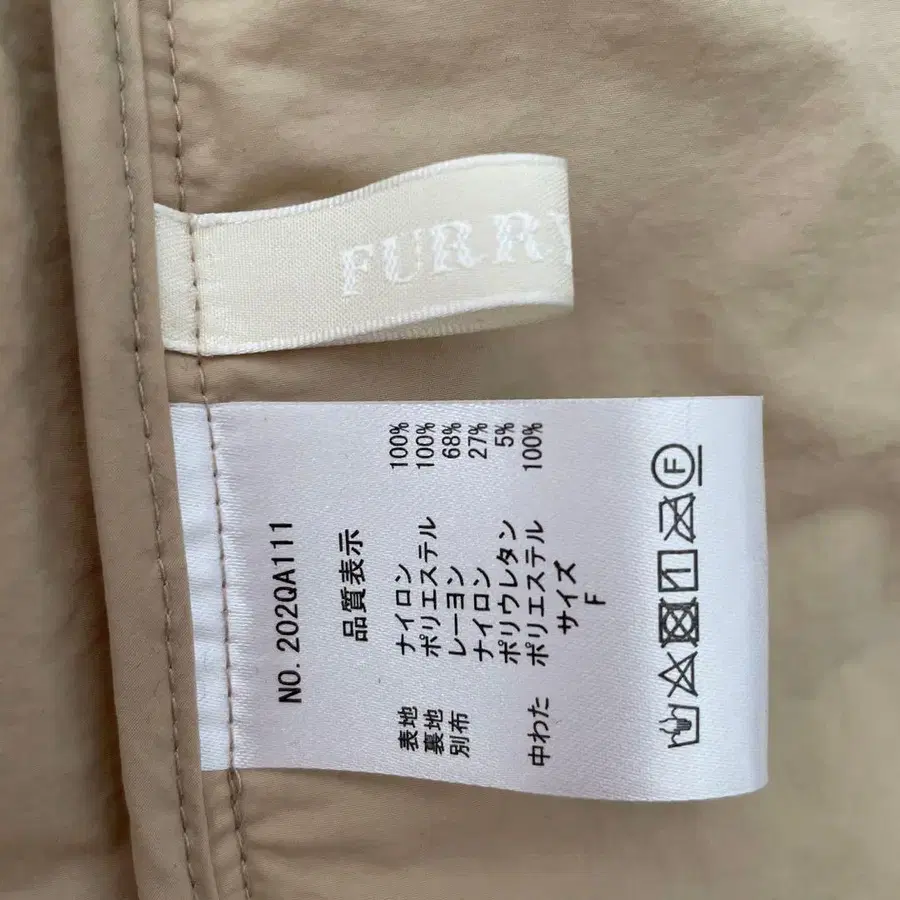 FURRY
NO. 202QA111
品質表示
表地 ナイロン 100%
裏地 ポリエステル 100%
別布 レーヨン 68%
ナイロン 27%
ポリウレタン 5%
中わた ポリエステル 100%
サイズ
F
1 F